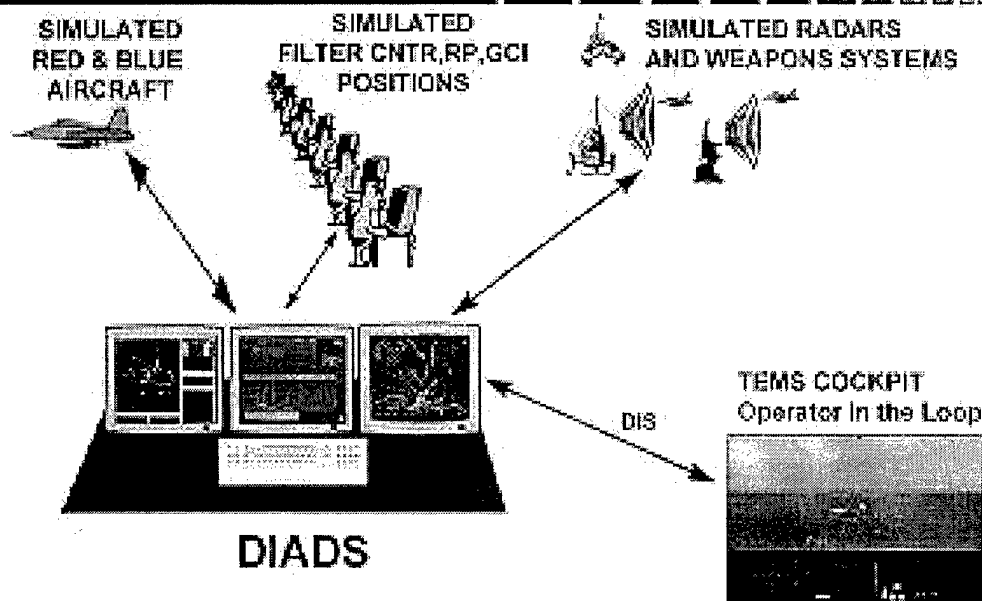 SIMULATED
RED & BLUE
AIRCRAFT
SIMULATED
FILTER CNTR,RP,GCI
POSITIONS
SIMULATED RADARS
AND WEAPONS SYSTEMS
DIS
TEMS COCKPIT
Operator in the Loop
DIADS